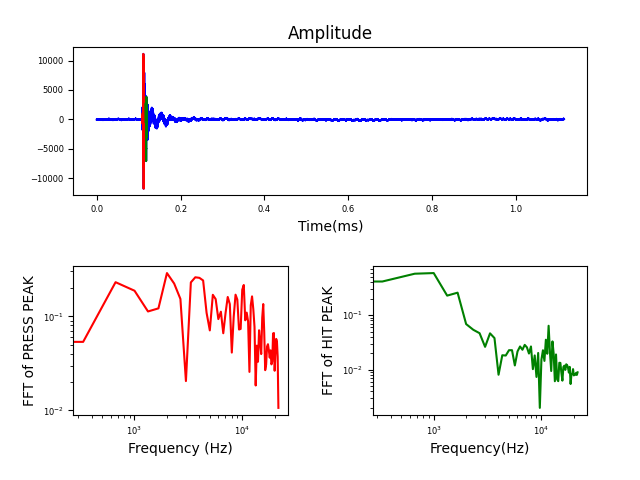 Amplitude
10000
5000
0
−5000
−10000
0.0 0.2 0.4 0.6 0.8 1.0
Time(ms)
FFT of PRESS PEAK
10⁻¹
10⁻²
10³ 10⁴
Frequency (Hz)
FFT of HIT PEAK
10⁻¹
10⁻²
10³ 10⁴
Frequency(Hz)